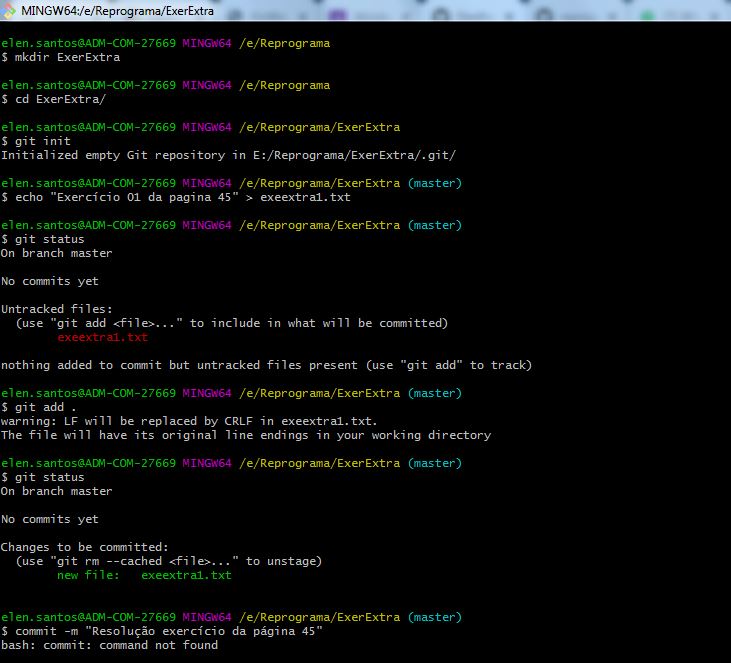 MINGW64:/e/Reprograma/ExerExtra
elen.santos@ADM-COM-27669 MINGW64 /e/Reprograma
$ mkdir ExerExtra
elen.santos@ADM-COM-27669 MINGW64 /e/Reprograma
$ cd ExerExtra/
elen.santos@ADM-COM-27669 MINGW64 /e/Reprograma/ExerExtra
$ git init
Initialized empty Git repository in E:/Reprograma/ExerExtra/.git/
elen.santos@ADM-COM-27669 MINGW64 /e/Reprograma/ExerExtra (master)
$ echo "Exercício 01 da pagina 45" > exeextra1.txt
elen.santos@ADM-COM-27669 MINGW64 /e/Reprograma/ExerExtra (master)
$ git status
On branch master
No commits yet
Untracked files:
(use "git add <file>..." to include in what will be committed)
exeextra1.txt
nothing added to commit but untracked files present (use "git add" to track)
elen.santos@ADM-COM-27669 MINGW64 /e/Reprograma/ExerExtra (master)
$ git add .
warning: LF will be replaced by CRLF in exeextra1.txt.
The file will have its original line endings in your working directory
elen.santos@ADM-COM-27669 MINGW64 /e/Reprograma/ExerExtra (master)
$ git status
On branch master
No commits yet
Changes to be committed:
(use "git rm --cached <file>..." to unstage)
new file:   exeextra1.txt
elen.santos@ADM-COM-27669 MINGW64 /e/Reprograma/ExerExtra (master)
$ commit -m "Resolução exercício da página 45"
bash: commit: command not found